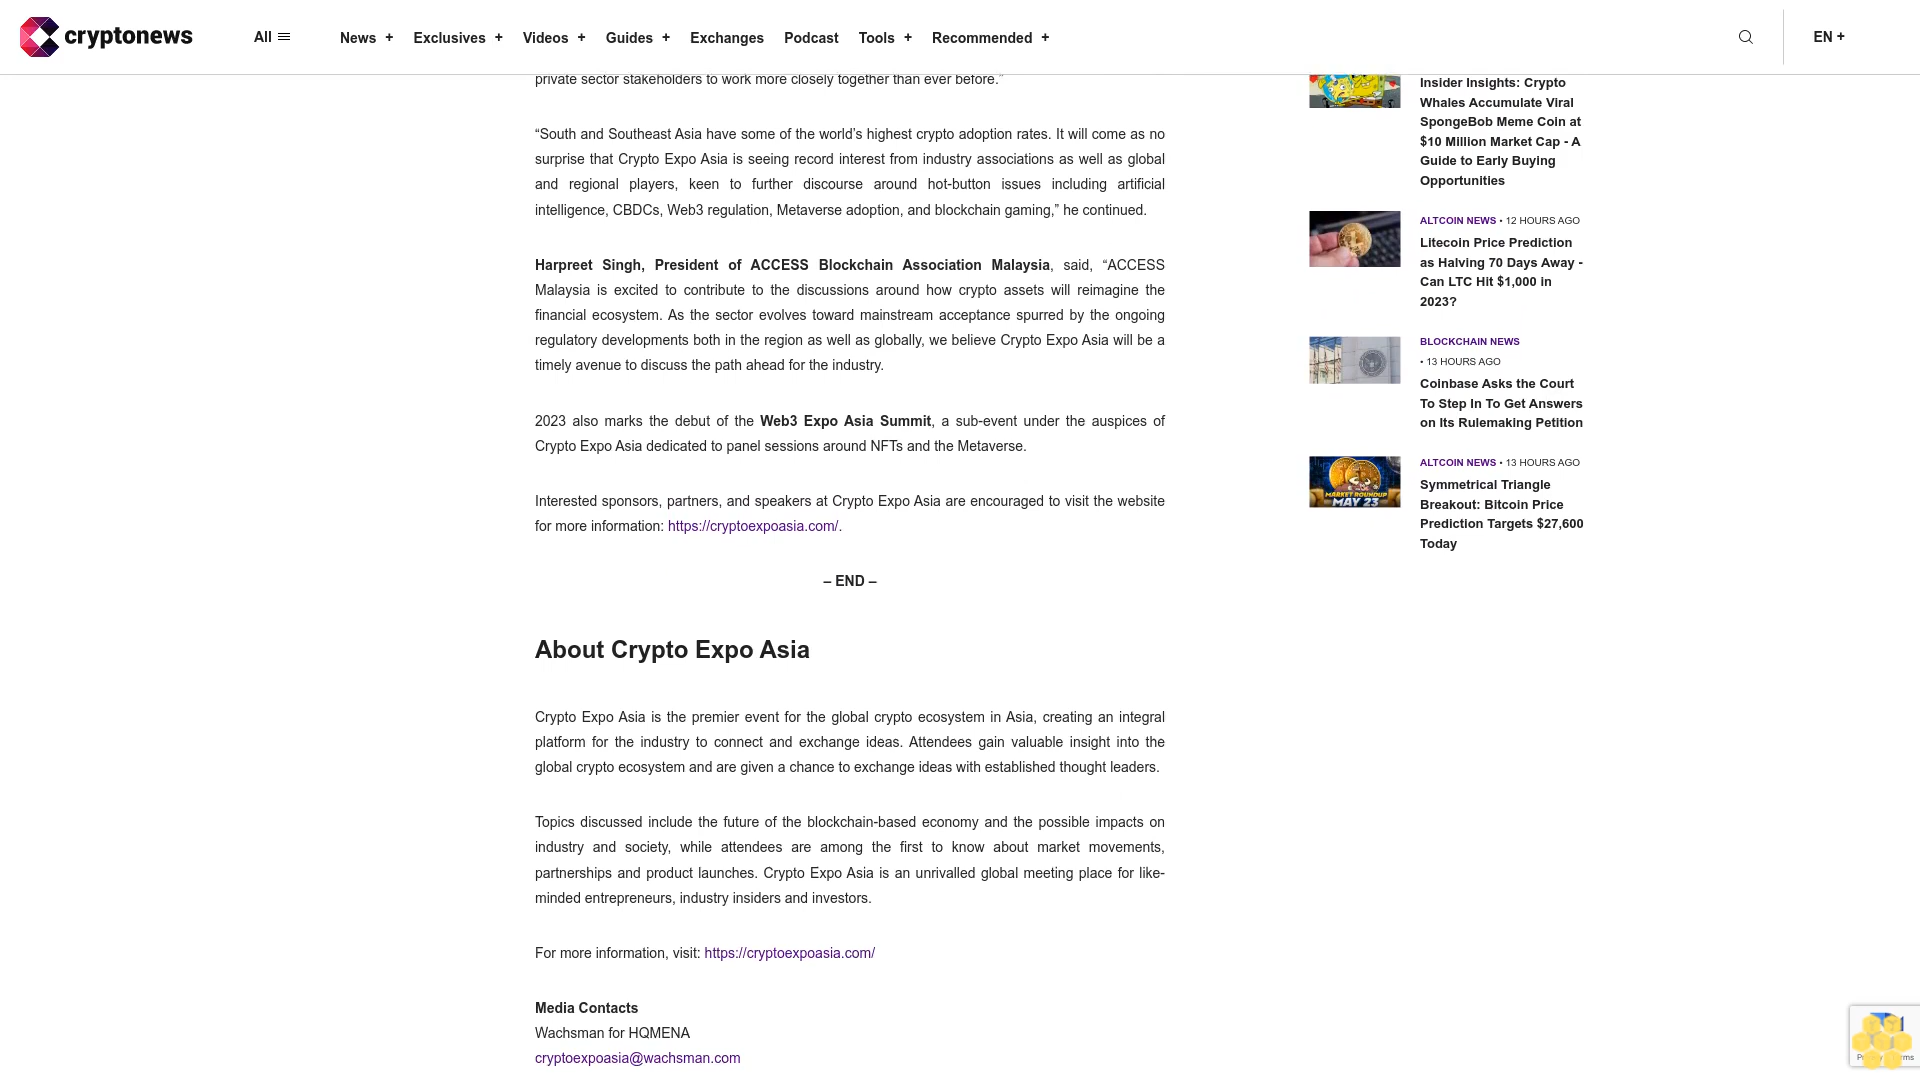 cryptonews
All
News +
Exclusives +
Videos +
Guides +
Exchanges
Podcast
Tools +
Recommended +
EN +
private sector stakeholders to work more closely together than ever before.”
“South and Southeast Asia have some of the world’s highest crypto adoption rates. It will come as no
surprise that Crypto Expo Asia is seeing record interest from industry associations as well as global
and regional players, keen to further discourse around hot-button issues including artificial
intelligence, CBDCs, Web3 regulation, Metaverse adoption, and blockchain gaming,” he continued.
Harpreet Singh, President of ACCESS Blockchain Association Malaysia, said, “ACCESS
Malaysia is excited to contribute to the discussions around how crypto assets will reimagine the
financial ecosystem. As the sector evolves toward mainstream acceptance spurred by the ongoing
regulatory developments both in the region as well as globally, we believe Crypto Expo Asia will be a
timely avenue to discuss the path ahead for the industry.
2023 also marks the debut of the Web3 Expo Asia Summit, a sub-event under the auspices of
Crypto Expo Asia dedicated to panel sessions around NFTs and the Metaverse.
Interested sponsors, partners, and speakers at Crypto Expo Asia are encouraged to visit the website
for more information: https://cryptoexpoasia.com/.
– END –
About Crypto Expo Asia
Crypto Expo Asia is the premier event for the global crypto ecosystem in Asia, creating an integral
platform for the industry to connect and exchange ideas. Attendees gain valuable insight into the
global crypto ecosystem and are given a chance to exchange ideas with established thought leaders.
Topics discussed include the future of the blockchain-based economy and the possible impacts on
industry and society, while attendees are among the first to know about market movements,
partnerships and product launches. Crypto Expo Asia is an unrivalled global meeting place for like-
minded entrepreneurs, industry insiders and investors.
For more information, visit: https://cryptoexpoasia.com/
Media Contacts
Wachsman for HQMENA
cryptoexpoasia@wachsman.com
Insider Insights: Crypto
Whales Accumulate Viral
SpongeBob Meme Coin at
$10 Million Market Cap - A
Guide to Early Buying
Opportunities
ALTCOIN NEWS • 12 HOURS AGO
Litecoin Price Prediction
as Halving 70 Days Away -
Can LTC Hit $1,000 in
2023?
BLOCKCHAIN NEWS
• 13 HOURS AGO
Coinbase Asks the Court
To Step In To Get Answers
on Its Rulemaking Petition
MARKET ROUNDUP
MAY 23
ALTCOIN NEWS • 13 HOURS AGO
Symmetrical Triangle
Breakout: Bitcoin Price
Prediction Targets $27,600
Today